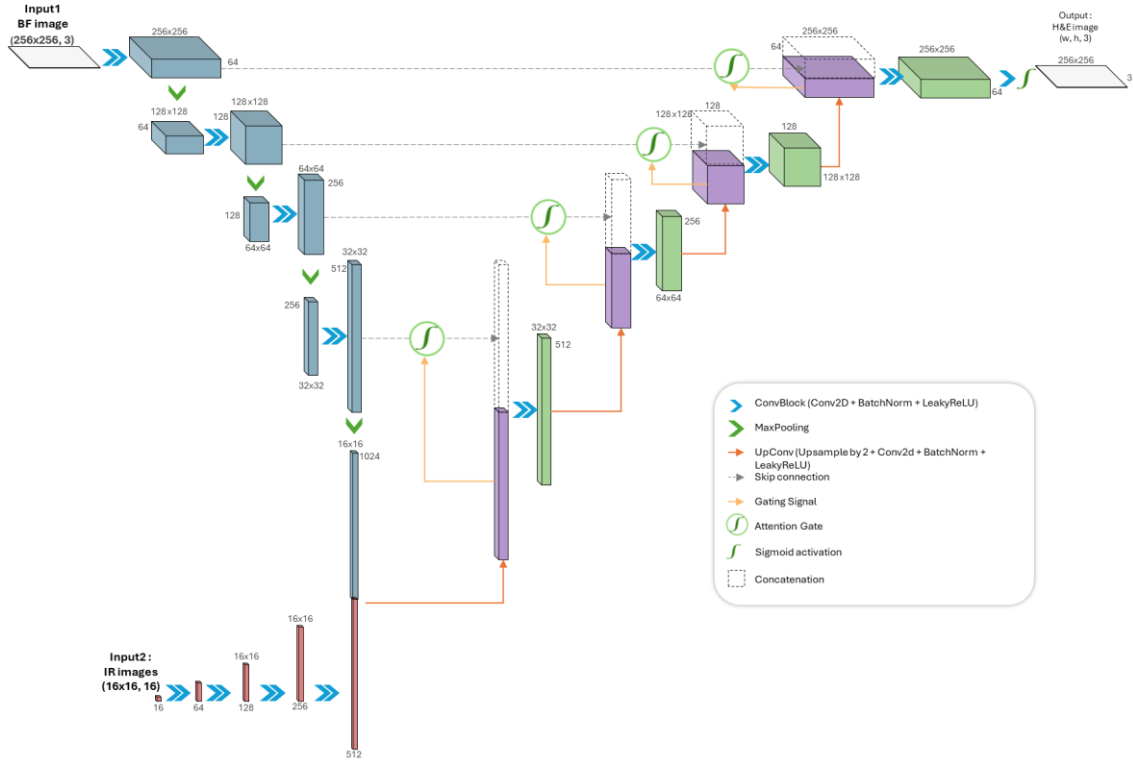 Input1
BF image
(256x256, 3)
256x256
64
256x256
64
256x256
64
Output :
H&E image
(w, h, 3)
256x256
3
128x128
64
128x128
128
128
128x128
128
128x128
64x64
256
128
64x64
256
64x64
32x32
512
256
32x32
32x32
512
16x16
1024
ConvBlock (Conv2D + BatchNorm + LeakyReLU)
MaxPooling
UpConv (Upsample by 2 + Conv2d + BatchNorm +
LeakyReLU)
Skip connection
Gating Signal
Attention Gate
Sigmoid activation
Concatenation
Input2 :
IR images
(16x16, 16)
16
64
16x16
128
16x16
256
512